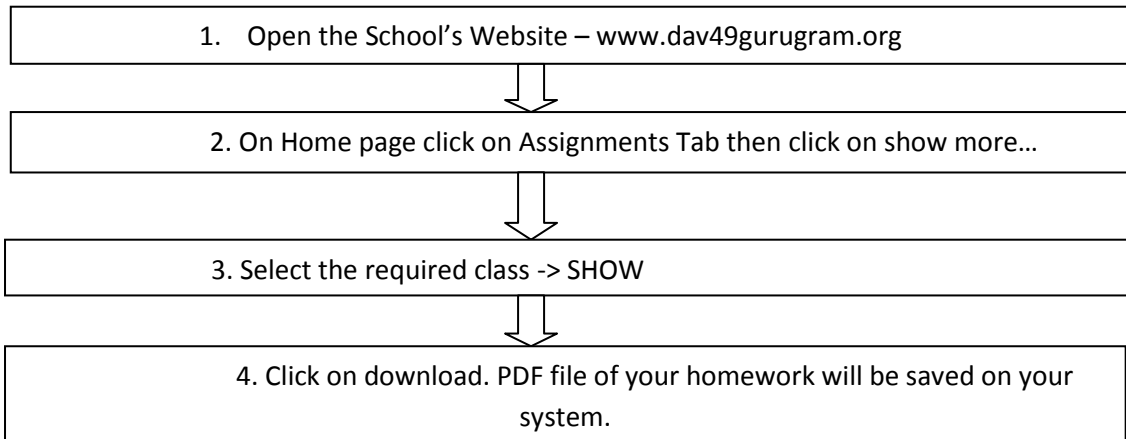 1. Open the School’s Website – www.dav49gurugram.org
2. On Home page click on Assignments Tab then click on show more…
3. Select the required class -> SHOW
4. Click on download. PDF file of your homework will be saved on your
system.